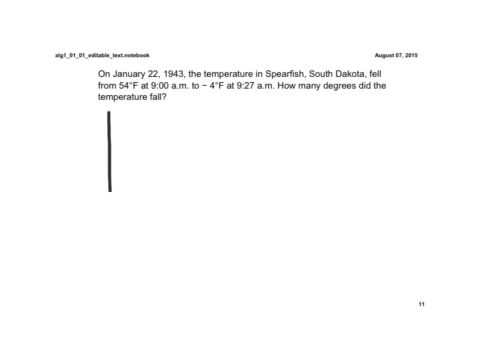 alg1_01_01_editable_text.notebook August 07, 2015
On January 22, 1943, the temperature in Spearfish, South Dakota, fell
from 54°F at 9:00 a.m. to − 4°F at 9:27 a.m. How many degrees did the
temperature fall?
11